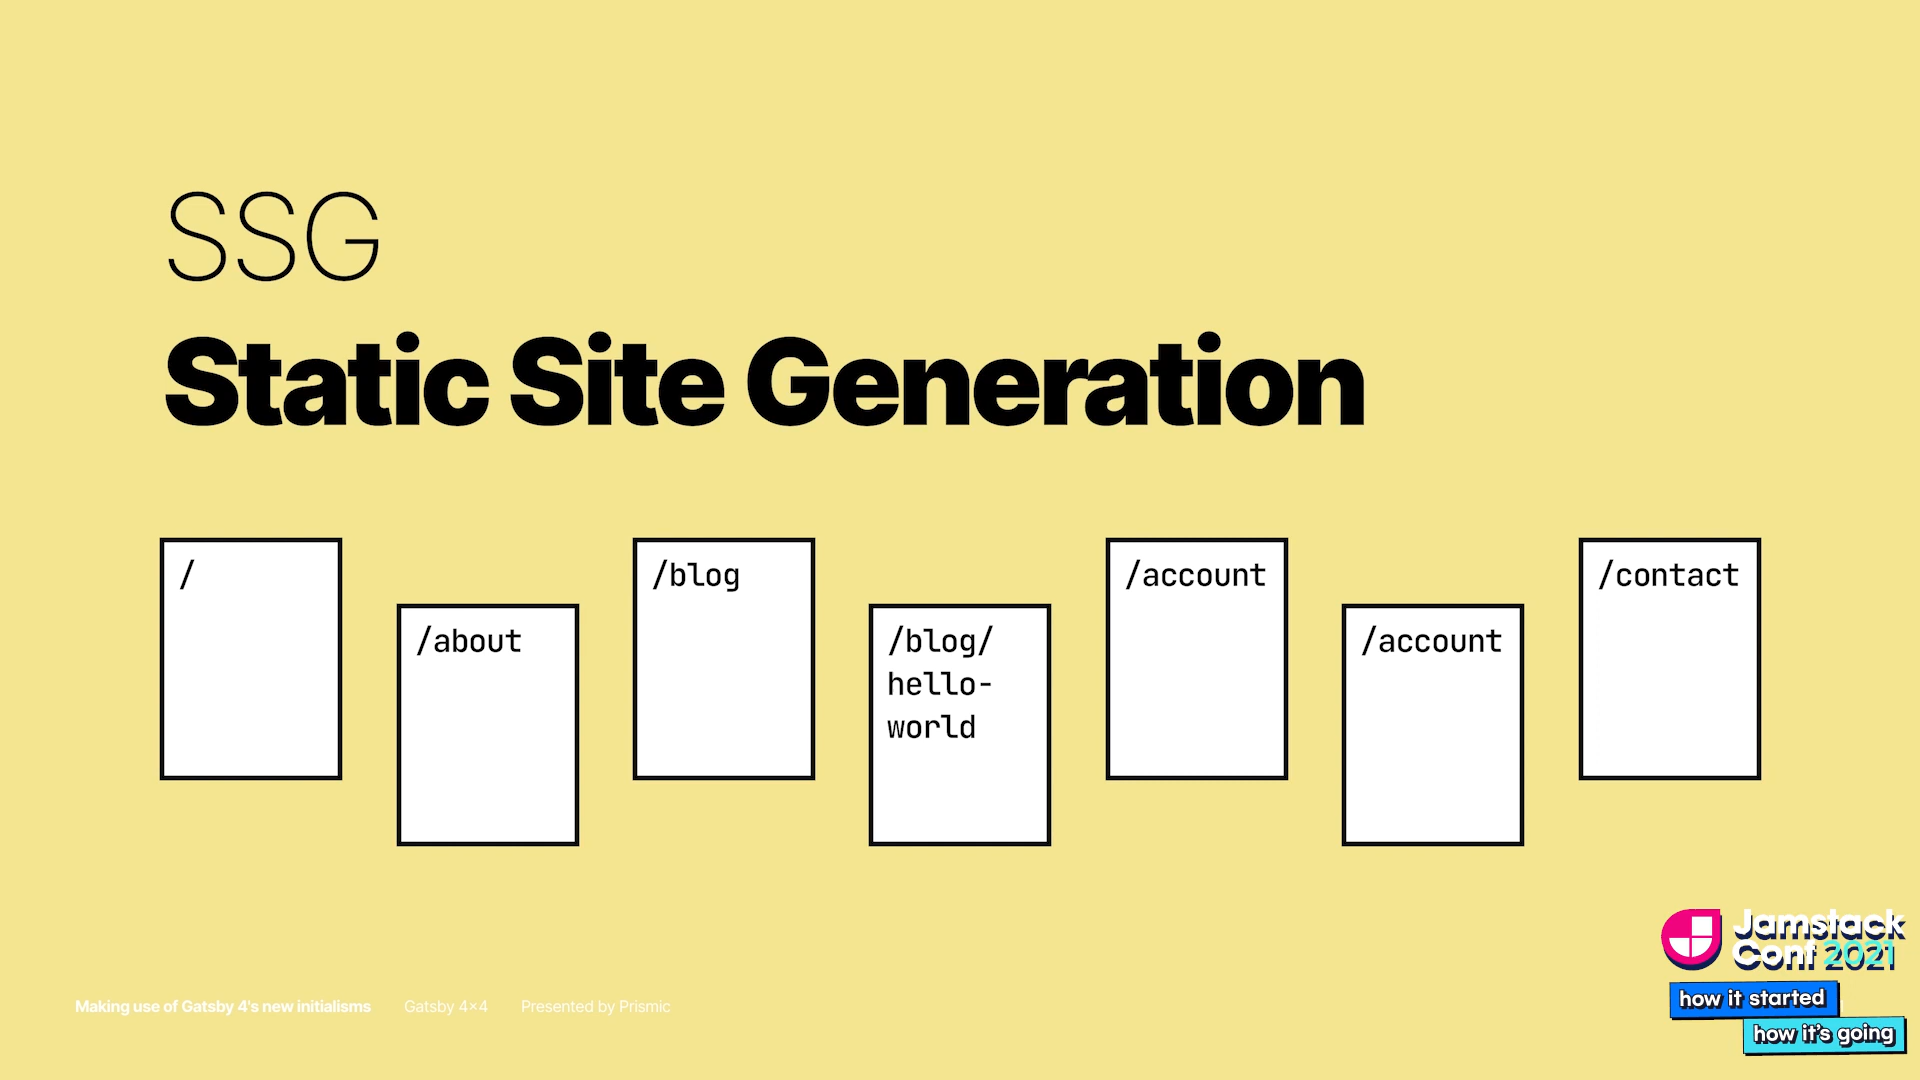 SSG
Static Site Generation
/
/about
/blog
/blog/
hello-
world
/account
/account
/contact
Making use of Gatsby 4's new initialisms Gatsby 4×4 Presented by Prismic
Jamstack
Conf 2021
how it started
how it's going